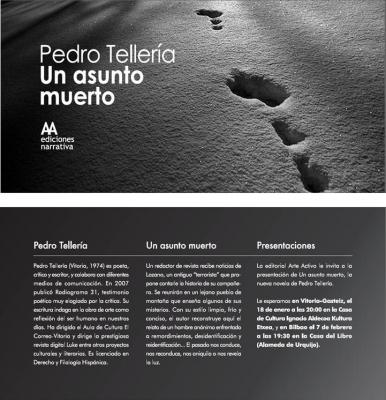 Pedro Tellería
Un asunto
muerto
AA
ediciones
narrativa
Pedro Tellería
Pedro Tellería (Vitoria, 1974) es poeta,
crítico y escritor, y colabora con diferentes
medios de comunicación. En 2007
publicó Radiograma 31, testimonio
poético muy elogiado por la crítica. Su
escritura indaga en la obra de arte como
reflexión del ser humano en nuestros
días. Ha dirigido el Aula de Cultura El
Correo-Vitoria y dirige la prestigiosa
revista digital Luke entre otros proyectos
culturales y literarios. Es licenciado en
Derecho y Filología Hispánica.
Un asunto muerto
Un redactor de revista recibe noticias de
Lozano, un antiguo "terrorista" que pro-
pone contarle la historia de su compañe-
ra. Se reunirán en un lejano pueblo de
montaña que enseña algunos de sus
misterios. Con su estilo limpio, frío y
conciso, el autor reconstruye aquí el
relato de un hombre anónimo enfrentado
a remordimientos, desidentificación y
reidentificación... El pasado nos conduce,
nos reconduce, nos aniquila o nos revela
la luz.
Presentaciones
La editorial Arte Activo le invita a la
presentación de Un asunto muerto, la
nueva novela de Pedro Tellería.
Le esperamos en Vitoria-Gasteiz, el
18 de enero a las 20:00 en la Casa
de Cultura Ignacio Aldecoa Kultura
Etxea, y en Bilbao el 7 de febrero
a las 19:30 en la Casa del Libro
(Alameda de Urquijo).